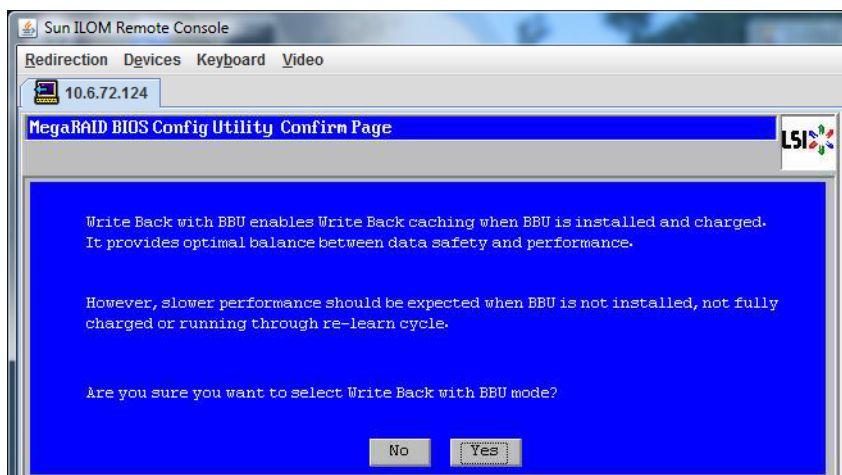 Sun ILOM Remote Console
Redirection Devices Keyboard Video
10.6.72.124
MegaRAID BIOS Config Utility Confirm Page
LSI
Write Back with BBU enables Write Back caching when BBU is installed and charged.
It provides optimal balance between data safety and performance.
However, slower performance should be expected when BBU is not installed, not fully
charged or running through re-learn cycle.
Are you sure you want to select Write Back with BBU mode?
No Yes